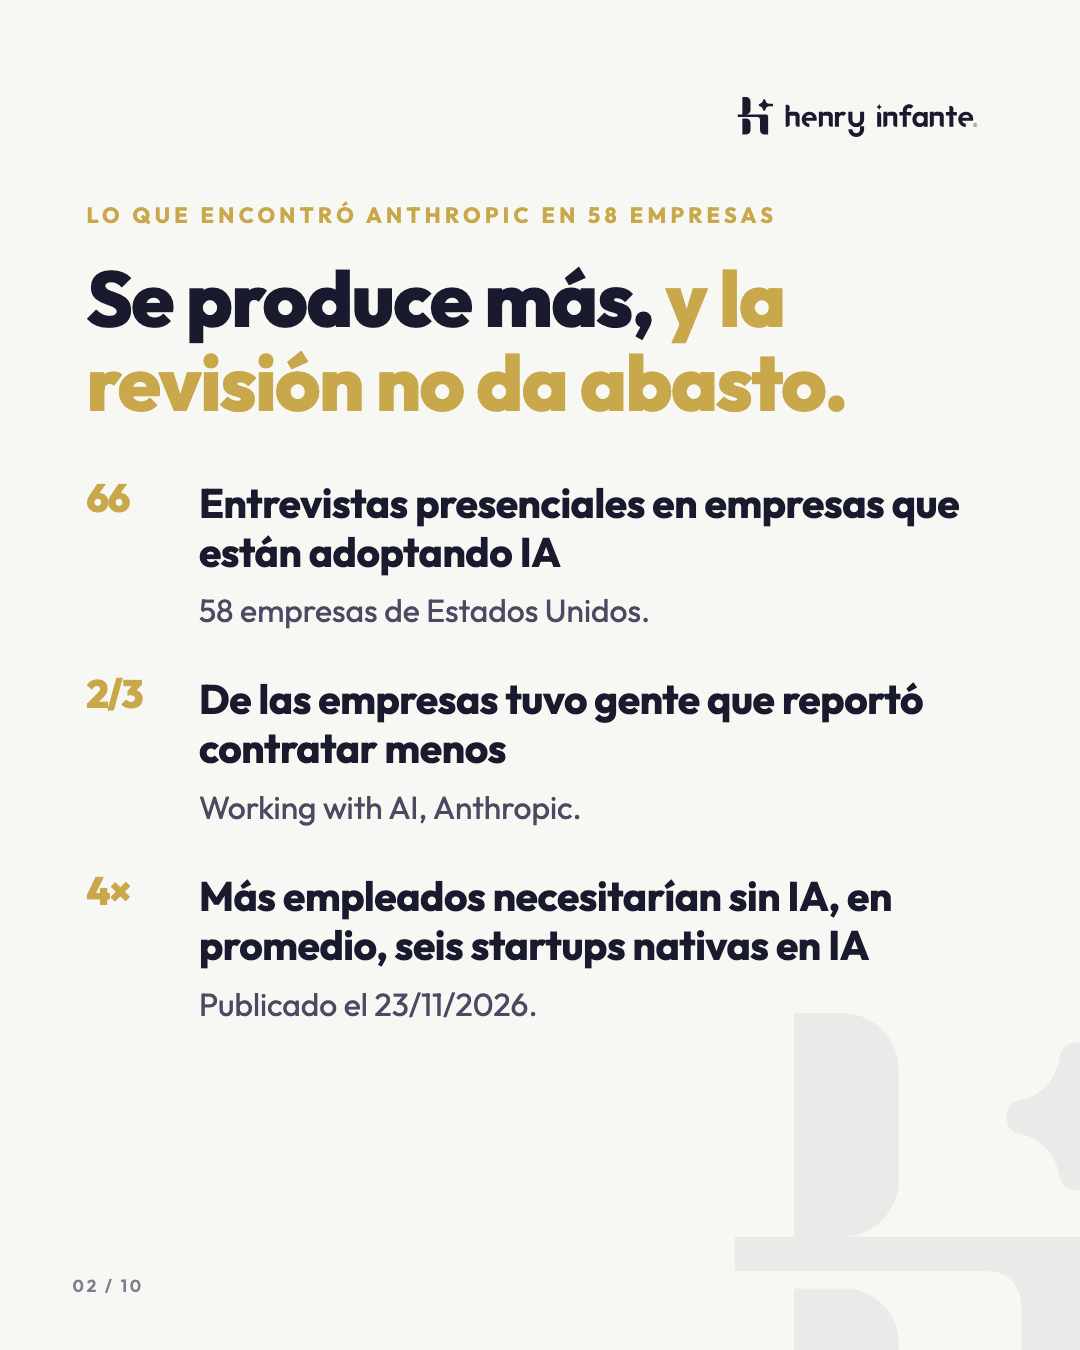 henry infante
LO QUE ENCONTRÓ ANTHROPIC EN 58 EMPRESAS
Se produce más, y la
revisión no da abasto.
66
Entrevistas presenciales en empresas que
están adoptando IA
58 empresas de Estados Unidos.
2/3
De las empresas tuvo gente que reportó
contratar menos
Working with AI, Anthropic.
4×
Más empleados necesitarían sin IA, en
promedio, seis startups nativas en IA
Publicado el 23/11/2026.
02 / 10